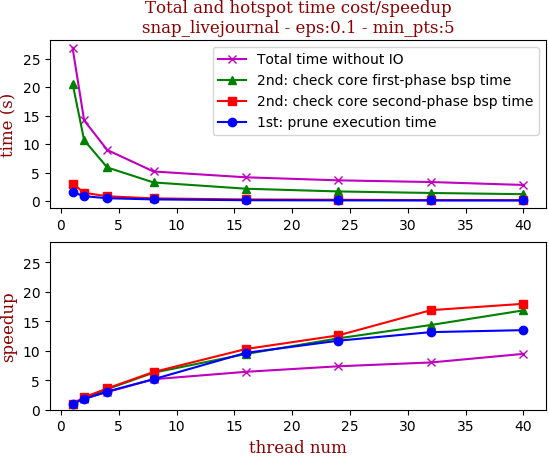 Total and hotspot time cost/speedup
snap_livejournal - eps:0.1 - min_pts:5
time (s)
25
20
15
10
5
0
Total time without IO
2nd: check core first-phase bsp time
2nd: check core second-phase bsp time
1st: prune execution time
0 5 10 15 20 25 30 35 40
speedup
25
20
15
10
5
0
0 5 10 15 20 25 30 35 40
thread num